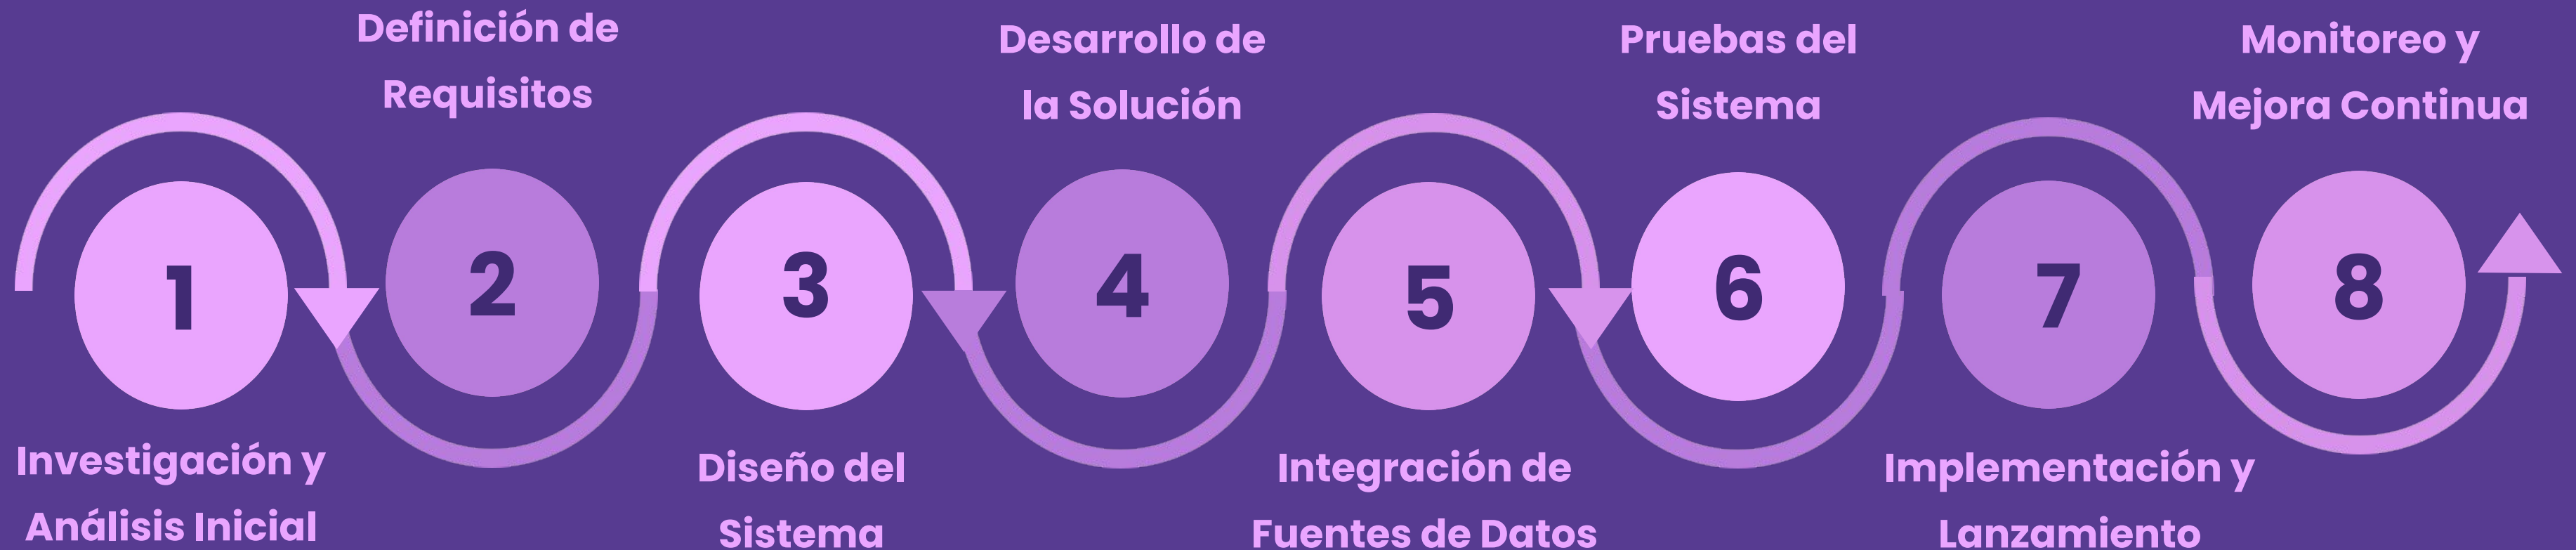 1
Investigación y
Análisis Inicial
Definición de
Requisitos
2
3
Diseño del
Sistema
Desarrollo de
la Solución
4
5
Integración de
Fuentes de Datos
Pruebas del
Sistema
6
7
Implementación y
Lanzamiento
Monitoreo y
Mejora Continua
8